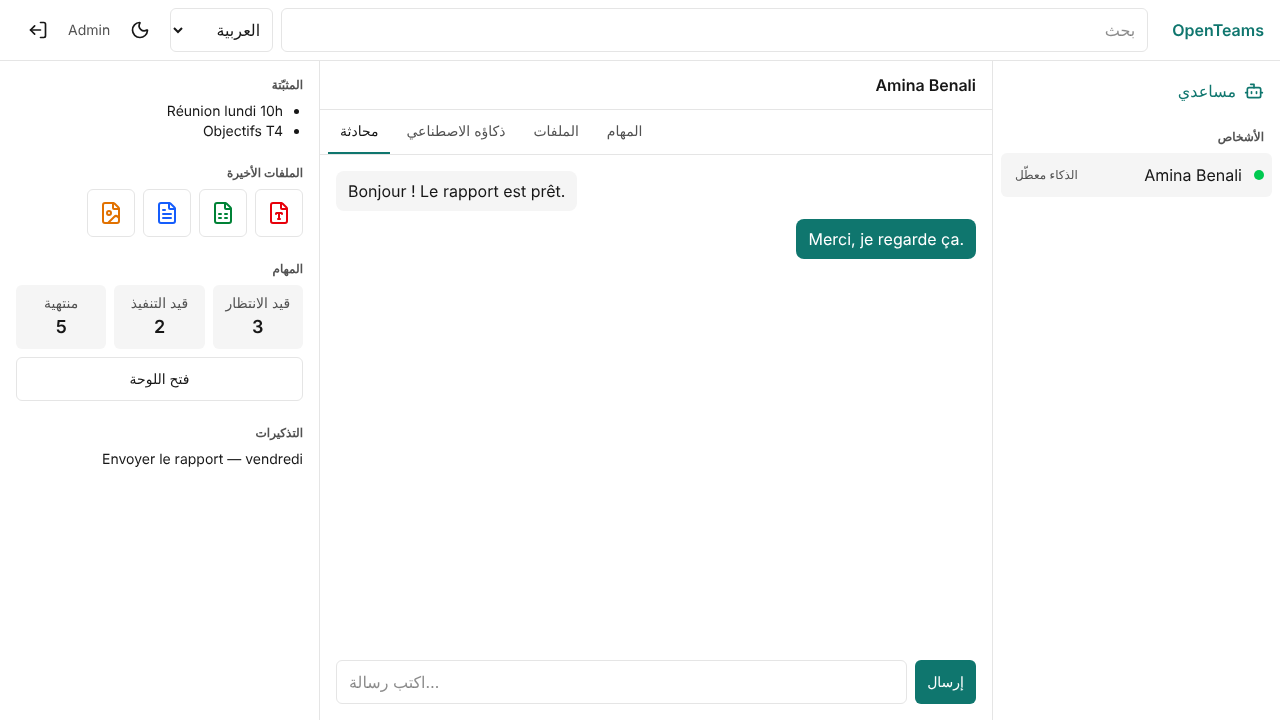 OpenTeams
بحث
العربية
Admin
مساعدي
الأشخاص
Amina Benali
الذكاء معطّل
Amina Benali
محادثة
ذكاؤه الاصطناعي
الملفات
المهام
Bonjour ! Le rapport est prêt.
Merci, je regarde ça.
اكتب رسالة...
إرسال
المثبّتة
Réunion lundi 10h
Objectifs T4
الملفات الأخيرة
المهام
قيد الانتظار
3
قيد التنفيذ
2
منتهية
5
فتح اللوحة
التذكيرات
Envoyer le rapport — vendredi